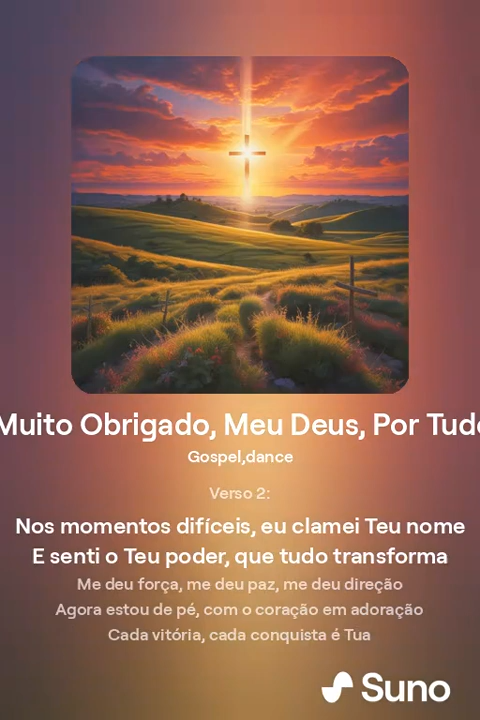 Muito Obrigado, Meu Deus, Por Tud
Gospel,dance
Verso 2:
Nos momentos difíceis, eu clamei Teu nome
E senti o Teu poder, que tudo transforma
Me deu força, me deu paz, me deu direção
Agora estou de pé, com o coração em adoração
Cada vitória, cada conquista é Tua
Suno